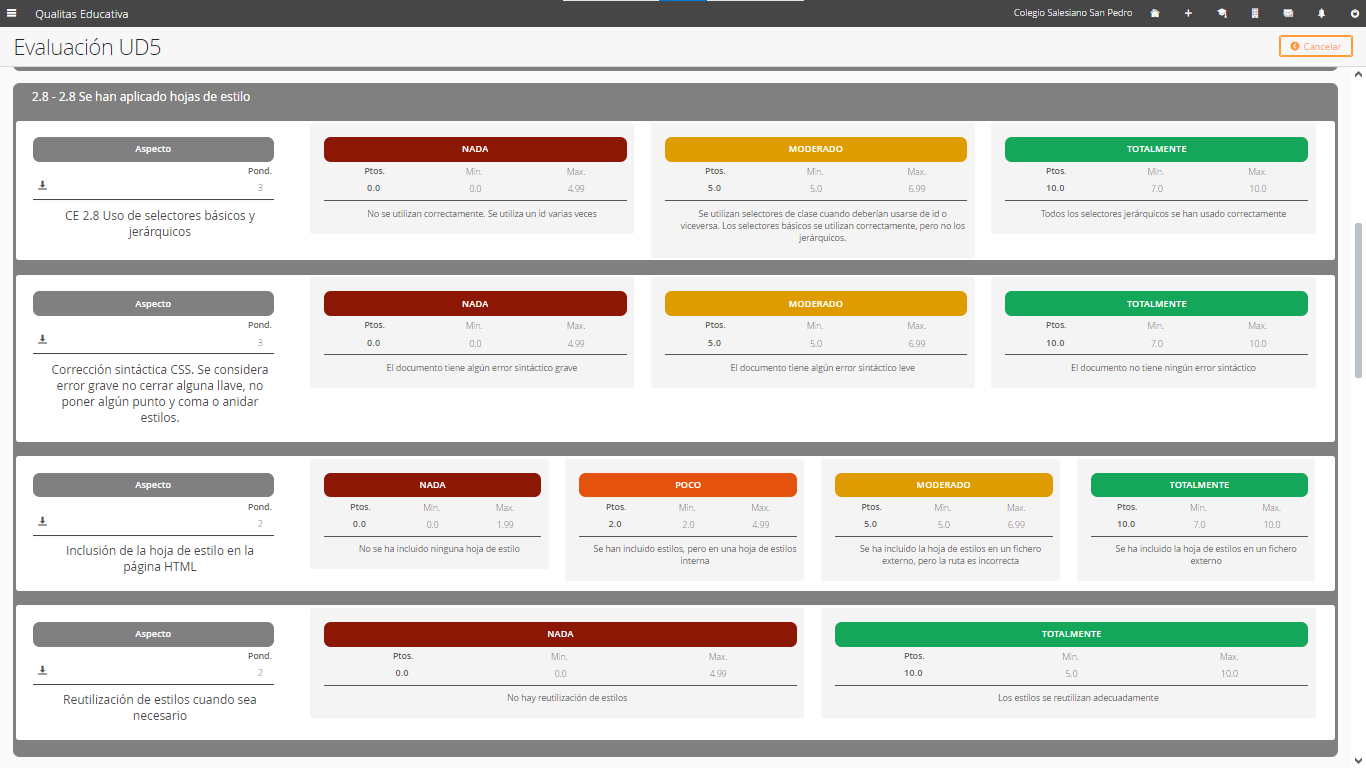 Qualitas Educativa
Colegio Salesiano San Pedro
Evaluación UD5
Cancelar
2.8 - 2.8 Se han aplicado hojas de estilo
Aspecto
Pond.
3
CE 2.8 Uso de selectores básicos y
jerárquicos
NADA
Ptos. Min. Max.
0.0 0.0 4.99
No se utilizan correctamente. Se utiliza un id varias veces
MODERADO
Ptos. Min. Max.
5.0 5.0 6.99
Se utilizan selectores de clase cuando deberían usarse de id o
viceversa. Los selectores básicos se utilizan correctamente, pero no los
jerárquicos.
TOTALMENTE
Ptos. Min. Max.
10.0 7.0 10.0
Todos los selectores jerárquicos se han usado correctamente
Aspecto
Pond.
3
Corrección sintáctica CSS. Se considera
error grave no cerrar alguna llave, no
poner algún punto y coma o anidar
estilos.
NADA
Ptos. Min. Max.
0.0 0.0 4.99
El documento tiene algún error sintáctico grave
MODERADO
Ptos. Min. Max.
5.0 5.0 6.99
El documento tiene algún error sintáctico leve
TOTALMENTE
Ptos. Min. Max.
10.0 7.0 10.0
El documento no tiene ningún error sintáctico
Aspecto
Pond.
2
Inclusión de la hoja de estilo en la
página HTML
NADA
Ptos. Min. Max.
0.0 0.0 1.99
No se ha incluido ninguna hoja de estilo
POCO
Ptos. Min. Max.
2.0 2.0 4.99
Se han incluido estilos, pero en una hoja de estilos
interna
MODERADO
Ptos. Min. Max.
5.0 5.0 6.99
Se ha incluido la hoja de estilos en un fichero
externo, pero la ruta es incorrecta
TOTALMENTE
Ptos. Min. Max.
10.0 7.0 10.0
Se ha incluido la hoja de estilos en un fichero
externo
Aspecto
Pond.
2
Reutilización de estilos cuando sea
necesario
NADA
Ptos. Min. Max.
0.0 0.0 4.99
No hay reutilización de estilos
TOTALMENTE
Ptos. Min. Max.
10.0 5.0 10.0
Los estilos se reutilizan adecuadamente